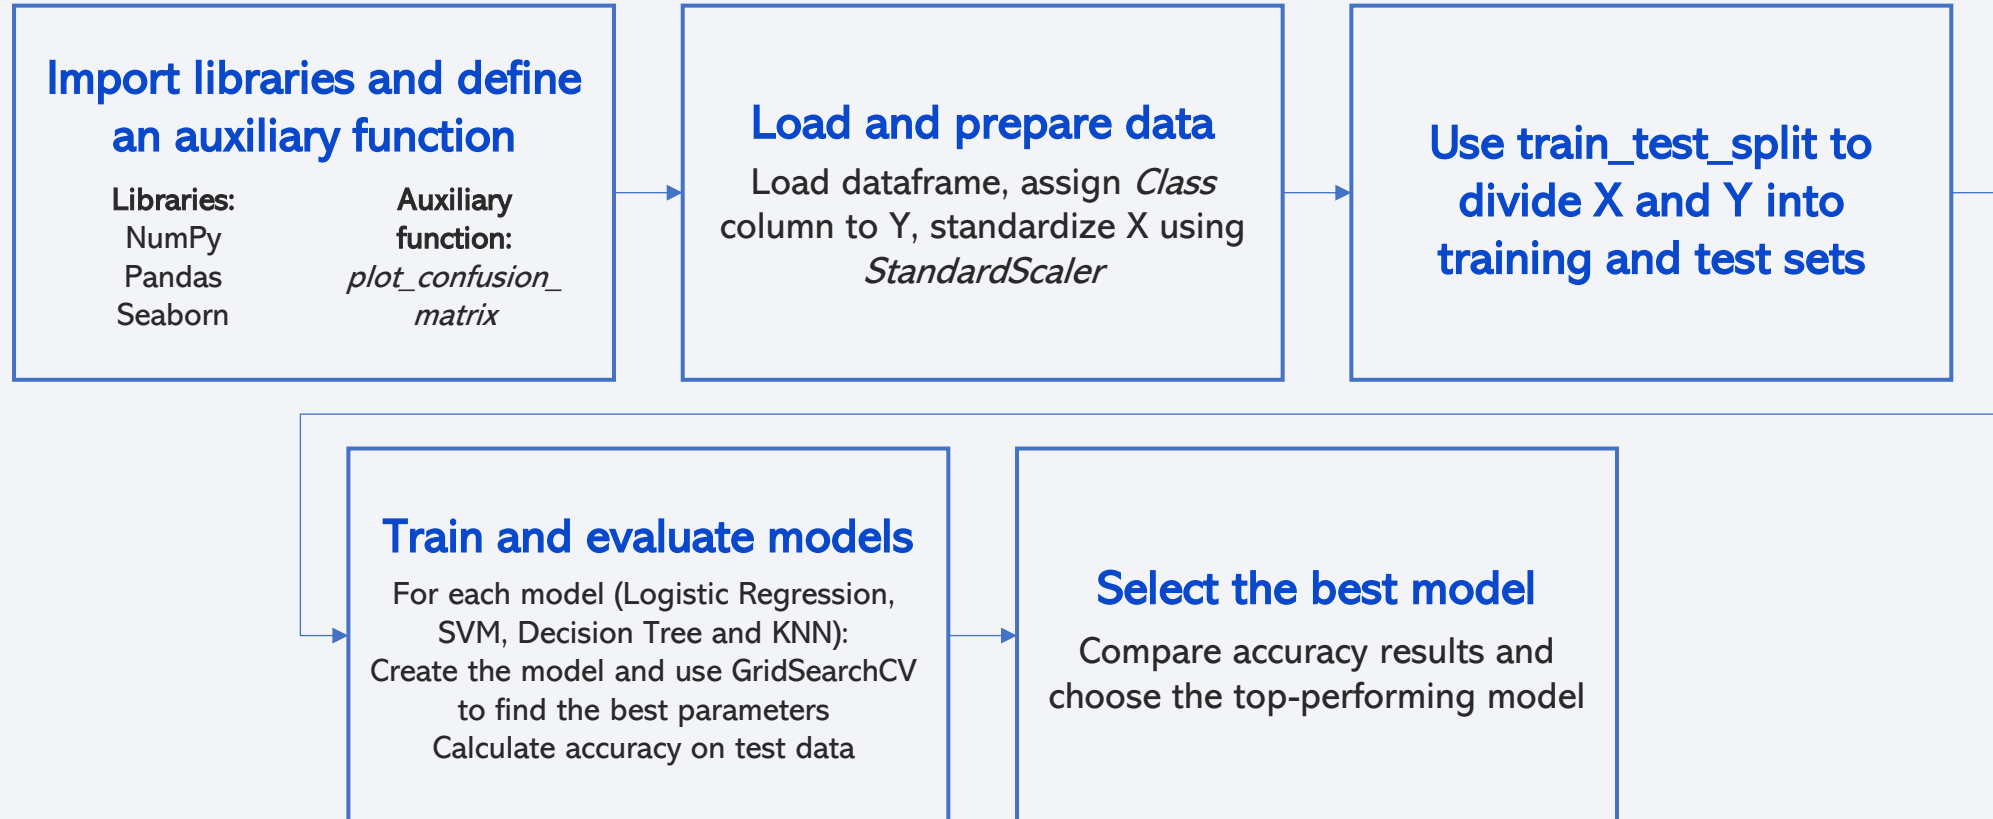 Import libraries and define
an auxiliary function
Libraries:
NumPy
Pandas
Seaborn
Auxiliary
function:
plot_confusion_
matrix
Load and prepare data
Load dataframe, assign Class
column to Y, standardize X using
StandardScaler
Use train_test_split to
divide X and Y into
training and test sets
Train and evaluate models
For each model (Logistic Regression,
SVM, Decision Tree and KNN):
Create the model and use GridSearchCV
to find the best parameters
Calculate accuracy on test data
Select the best model
Compare accuracy results and
choose the top-performing model